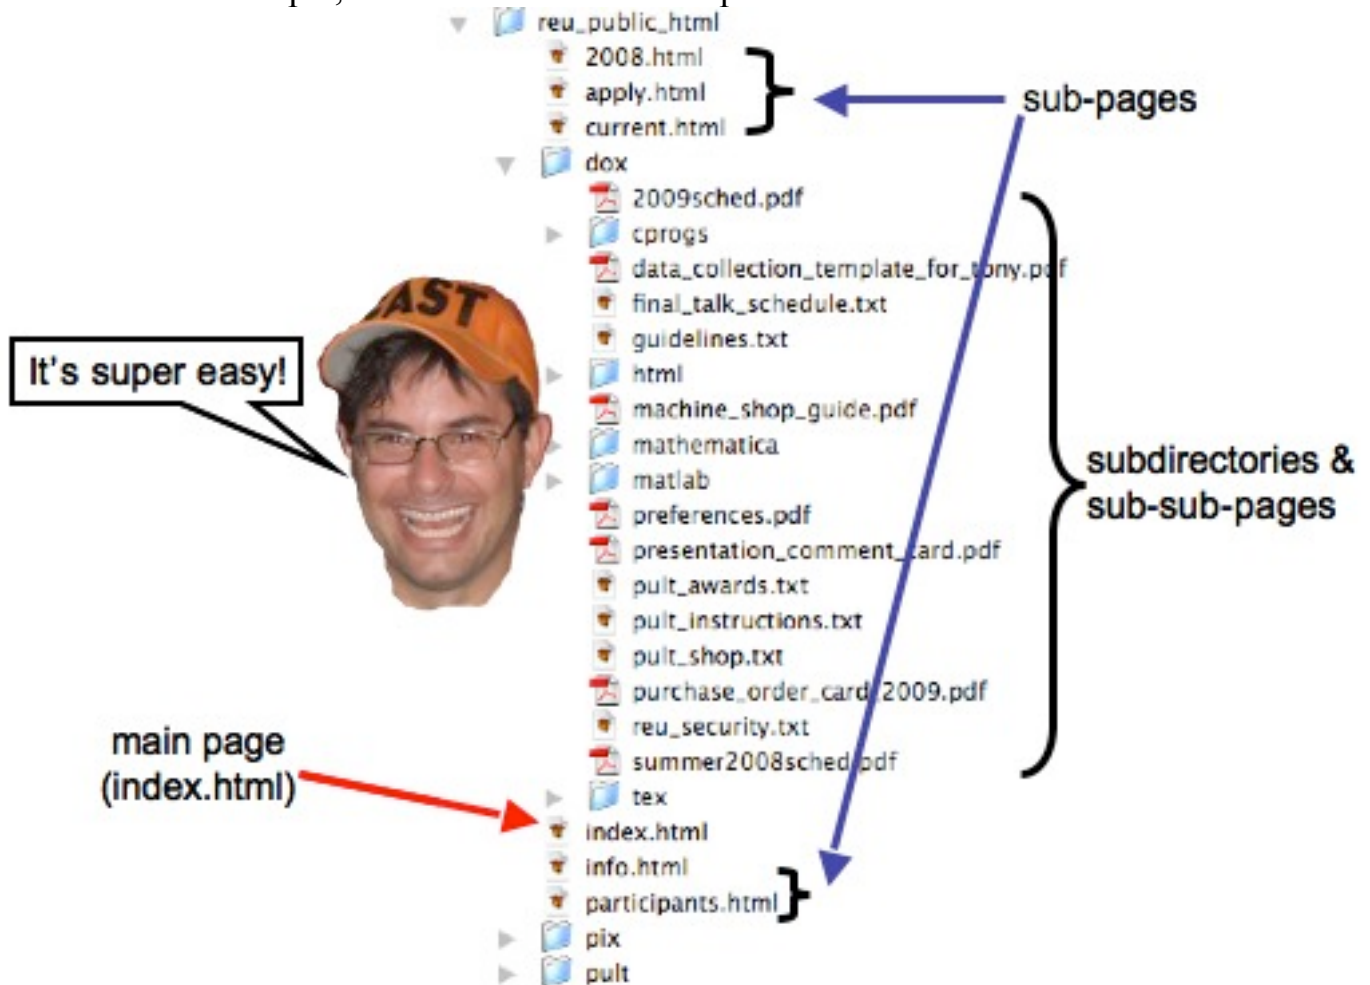 reu_public_html
2008.html
apply.html
current.html
sub-pages
dox
2009sched.pdf
cprogs
data_collection_template_for_tony.pdf
final_talk_schedule.txt
guidelines.txt
html
machine_shop_guide.pdf
mathematica
matlab
preferences.pdf
presentation_comment_card.pdf
pult_awards.txt
pult_instructions.txt
pult_shop.txt
purchase_order_card_2009.pdf
reu_security.txt
summer2008sched.pdf
tex
index.html
info.html
participants.html
pix
pult
It's super easy!
AST
main page
(index.html)
subdirectories &
sub-sub-pages